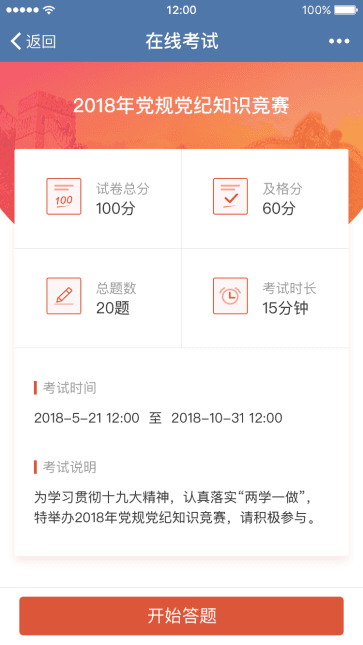 12:00
100%
返回
在线考试
2018年党规党纪知识竞赛
100
试卷总分
100分
及格分
60分
总题数
20题
考试时长
15分钟
考试时间
2018-5-21 12:00 至 2018-10-31 12:00
考试说明
为学习贯彻十九大精神，认真落实“两学一做”，
特举办2018年党规党纪知识竞赛，请积极参与。
开始答题